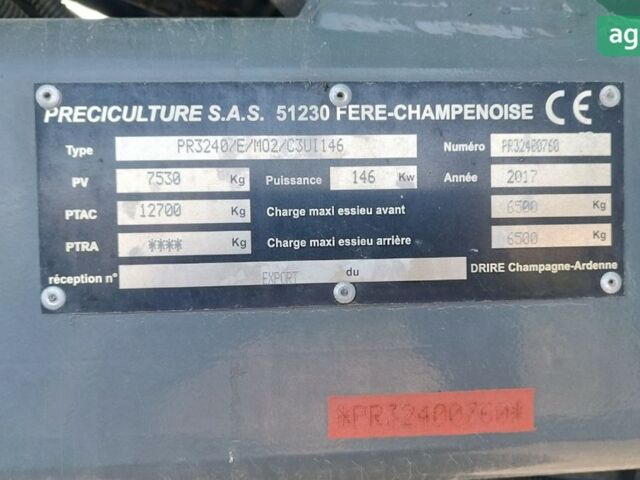 ag
PRECICULTURE S.A.S. 51230 FERE-CHAMPENOISE CE
Type PR3240/E/M02/C3UI146 Numéro PR32400760
PV 7530 Kg Puissance 146 Kw Année 2017
PTAC 12700 Kg Charge maxi essieu avant 6500 Kg
PTRA **** Kg Charge maxi essieu arrière 6500 Kg
réception n° EXPORT du DRIRE Champagne-Ardenne
*PR32400760*